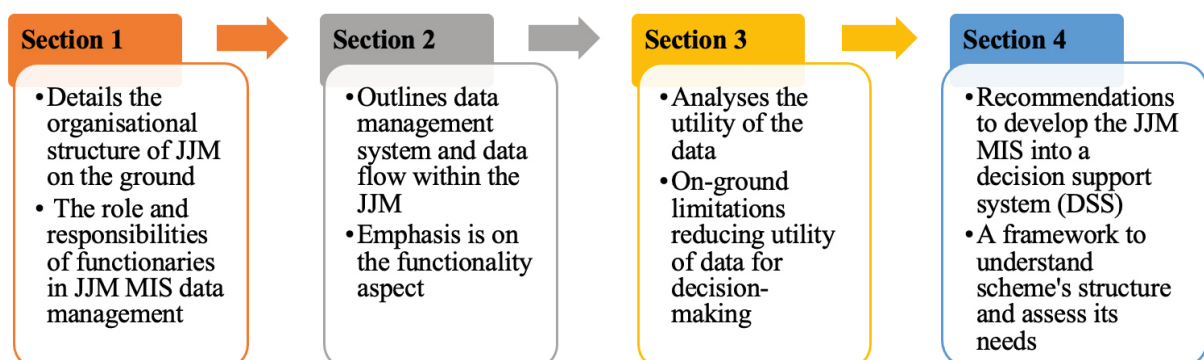 Section 1
•Details the
organisational
structure of JJM
on the ground
• The role and
responsibilities
of functionaries
in JJM MIS data
management
Section 2
•Outlines data
management
system and data
flow within the
JJM
•Emphasis is on
the functionality
aspect
Section 3
•Analyses the
utility of the
data
•On-ground
limitations
reducing utility
of data for
decision-
making
Section 4
•Recommendations
to develop the JJM
MIS into a
decision support
system (DSS)
•A framework to
understand
scheme's structure
and assess its
needs